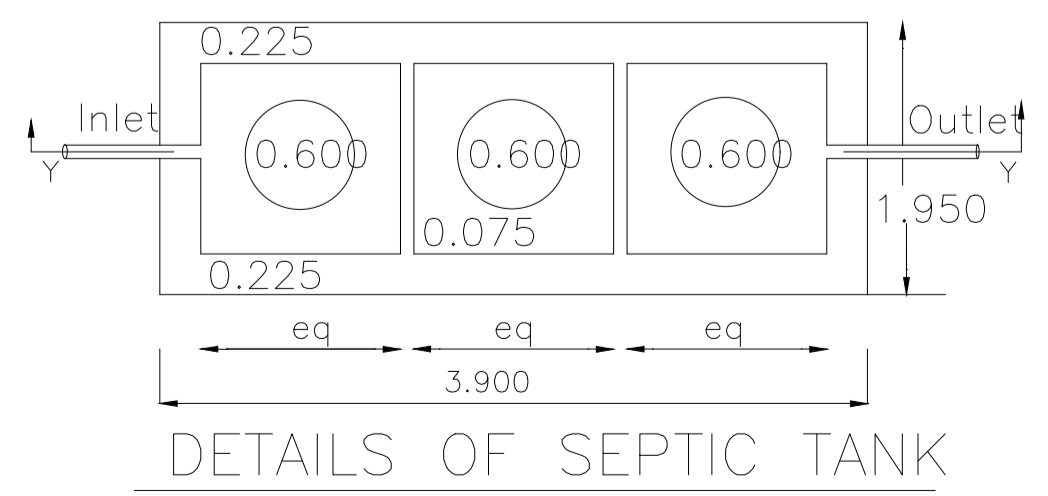 0.225
Inlet
Outlet
0.600 0.600 0.600
Y
Y
1.950
0.075
0.225
eq eq eq
3.900
DETAILS OF SEPTIC TANK